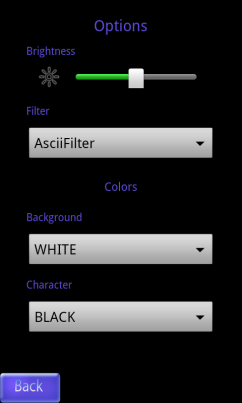 Options
Brightness
Filter
AsciiFilter
Colors
Background
WHITE
Character
BLACK
Back